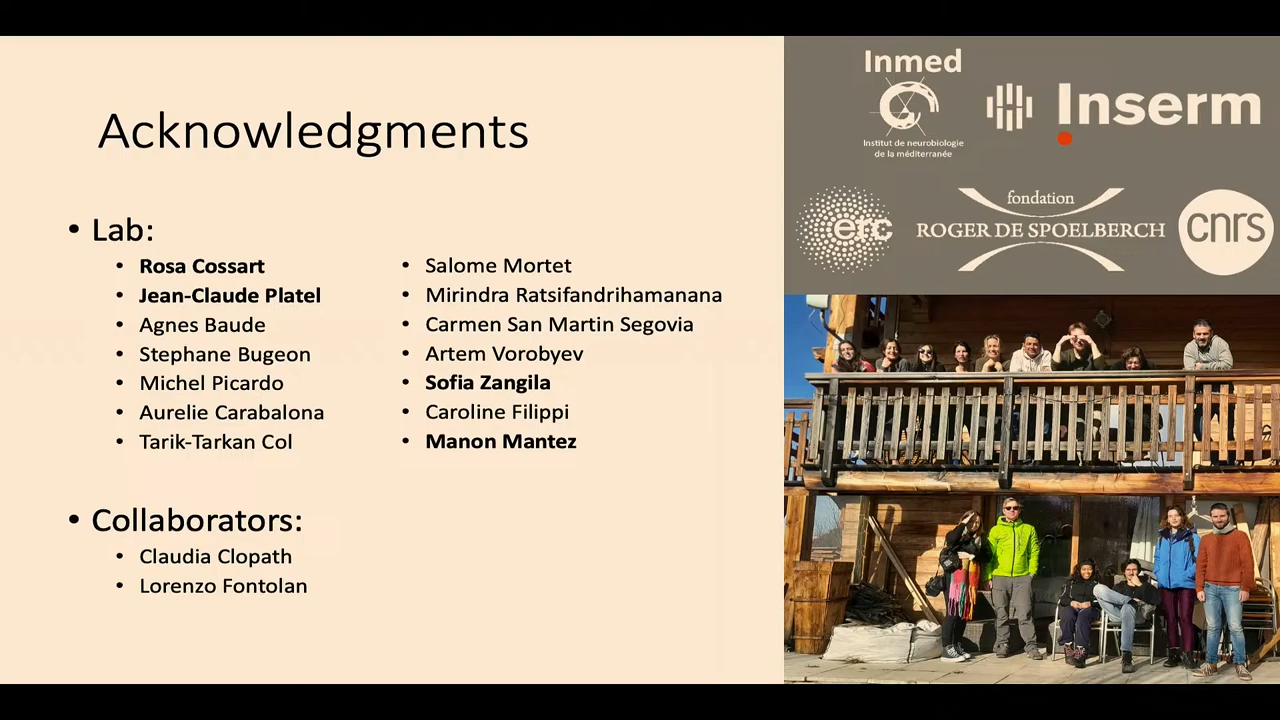 Acknowledgments
• Lab:
• Rosa Cossart
• Jean-Claude Platel
• Agnes Baude
• Stephane Bugeon
• Michel Picardo
• Aurelie Carabalona
• Tarik-Tarkan Col
• Salome Mortet
• Mirindra Ratsifandrihamanana
• Carmen San Martin Segovia
• Artem Vorobyev
• Sofia Zangila
• Caroline Filippi
• Manon Mantez
• Collaborators:
• Claudia Clopath
• Lorenzo Fontolan
Inmed
Institut de neurobiologie
de la méditerranée
Inserm
erc
fondation
ROGER DE SPOELBERCH
cnrs